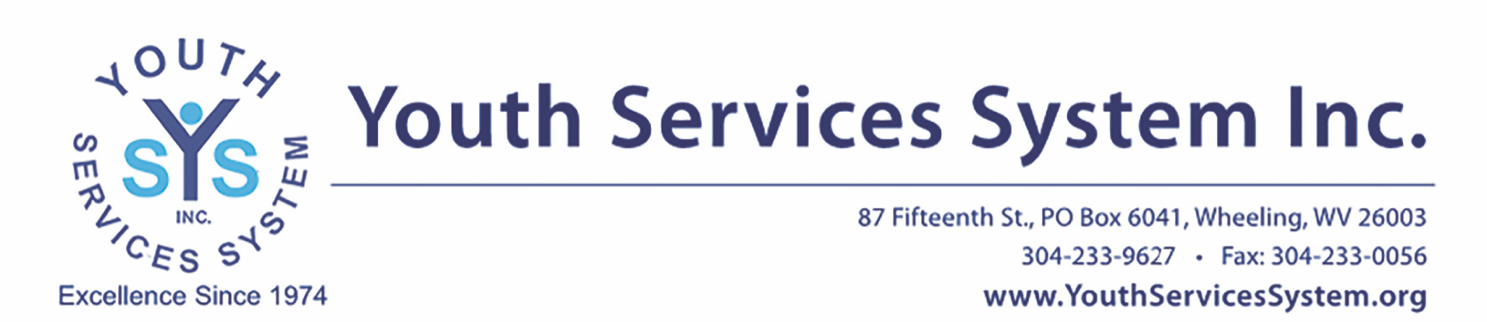 YOUTH SERVICES SYSTEM
SYS
INC.
Excellence Since 1974
Youth Services System Inc.
87 Fifteenth St., PO Box 6041, Wheeling, WV 26003
304-233-9627 • Fax: 304-233-0056
www.YouthServicesSystem.org